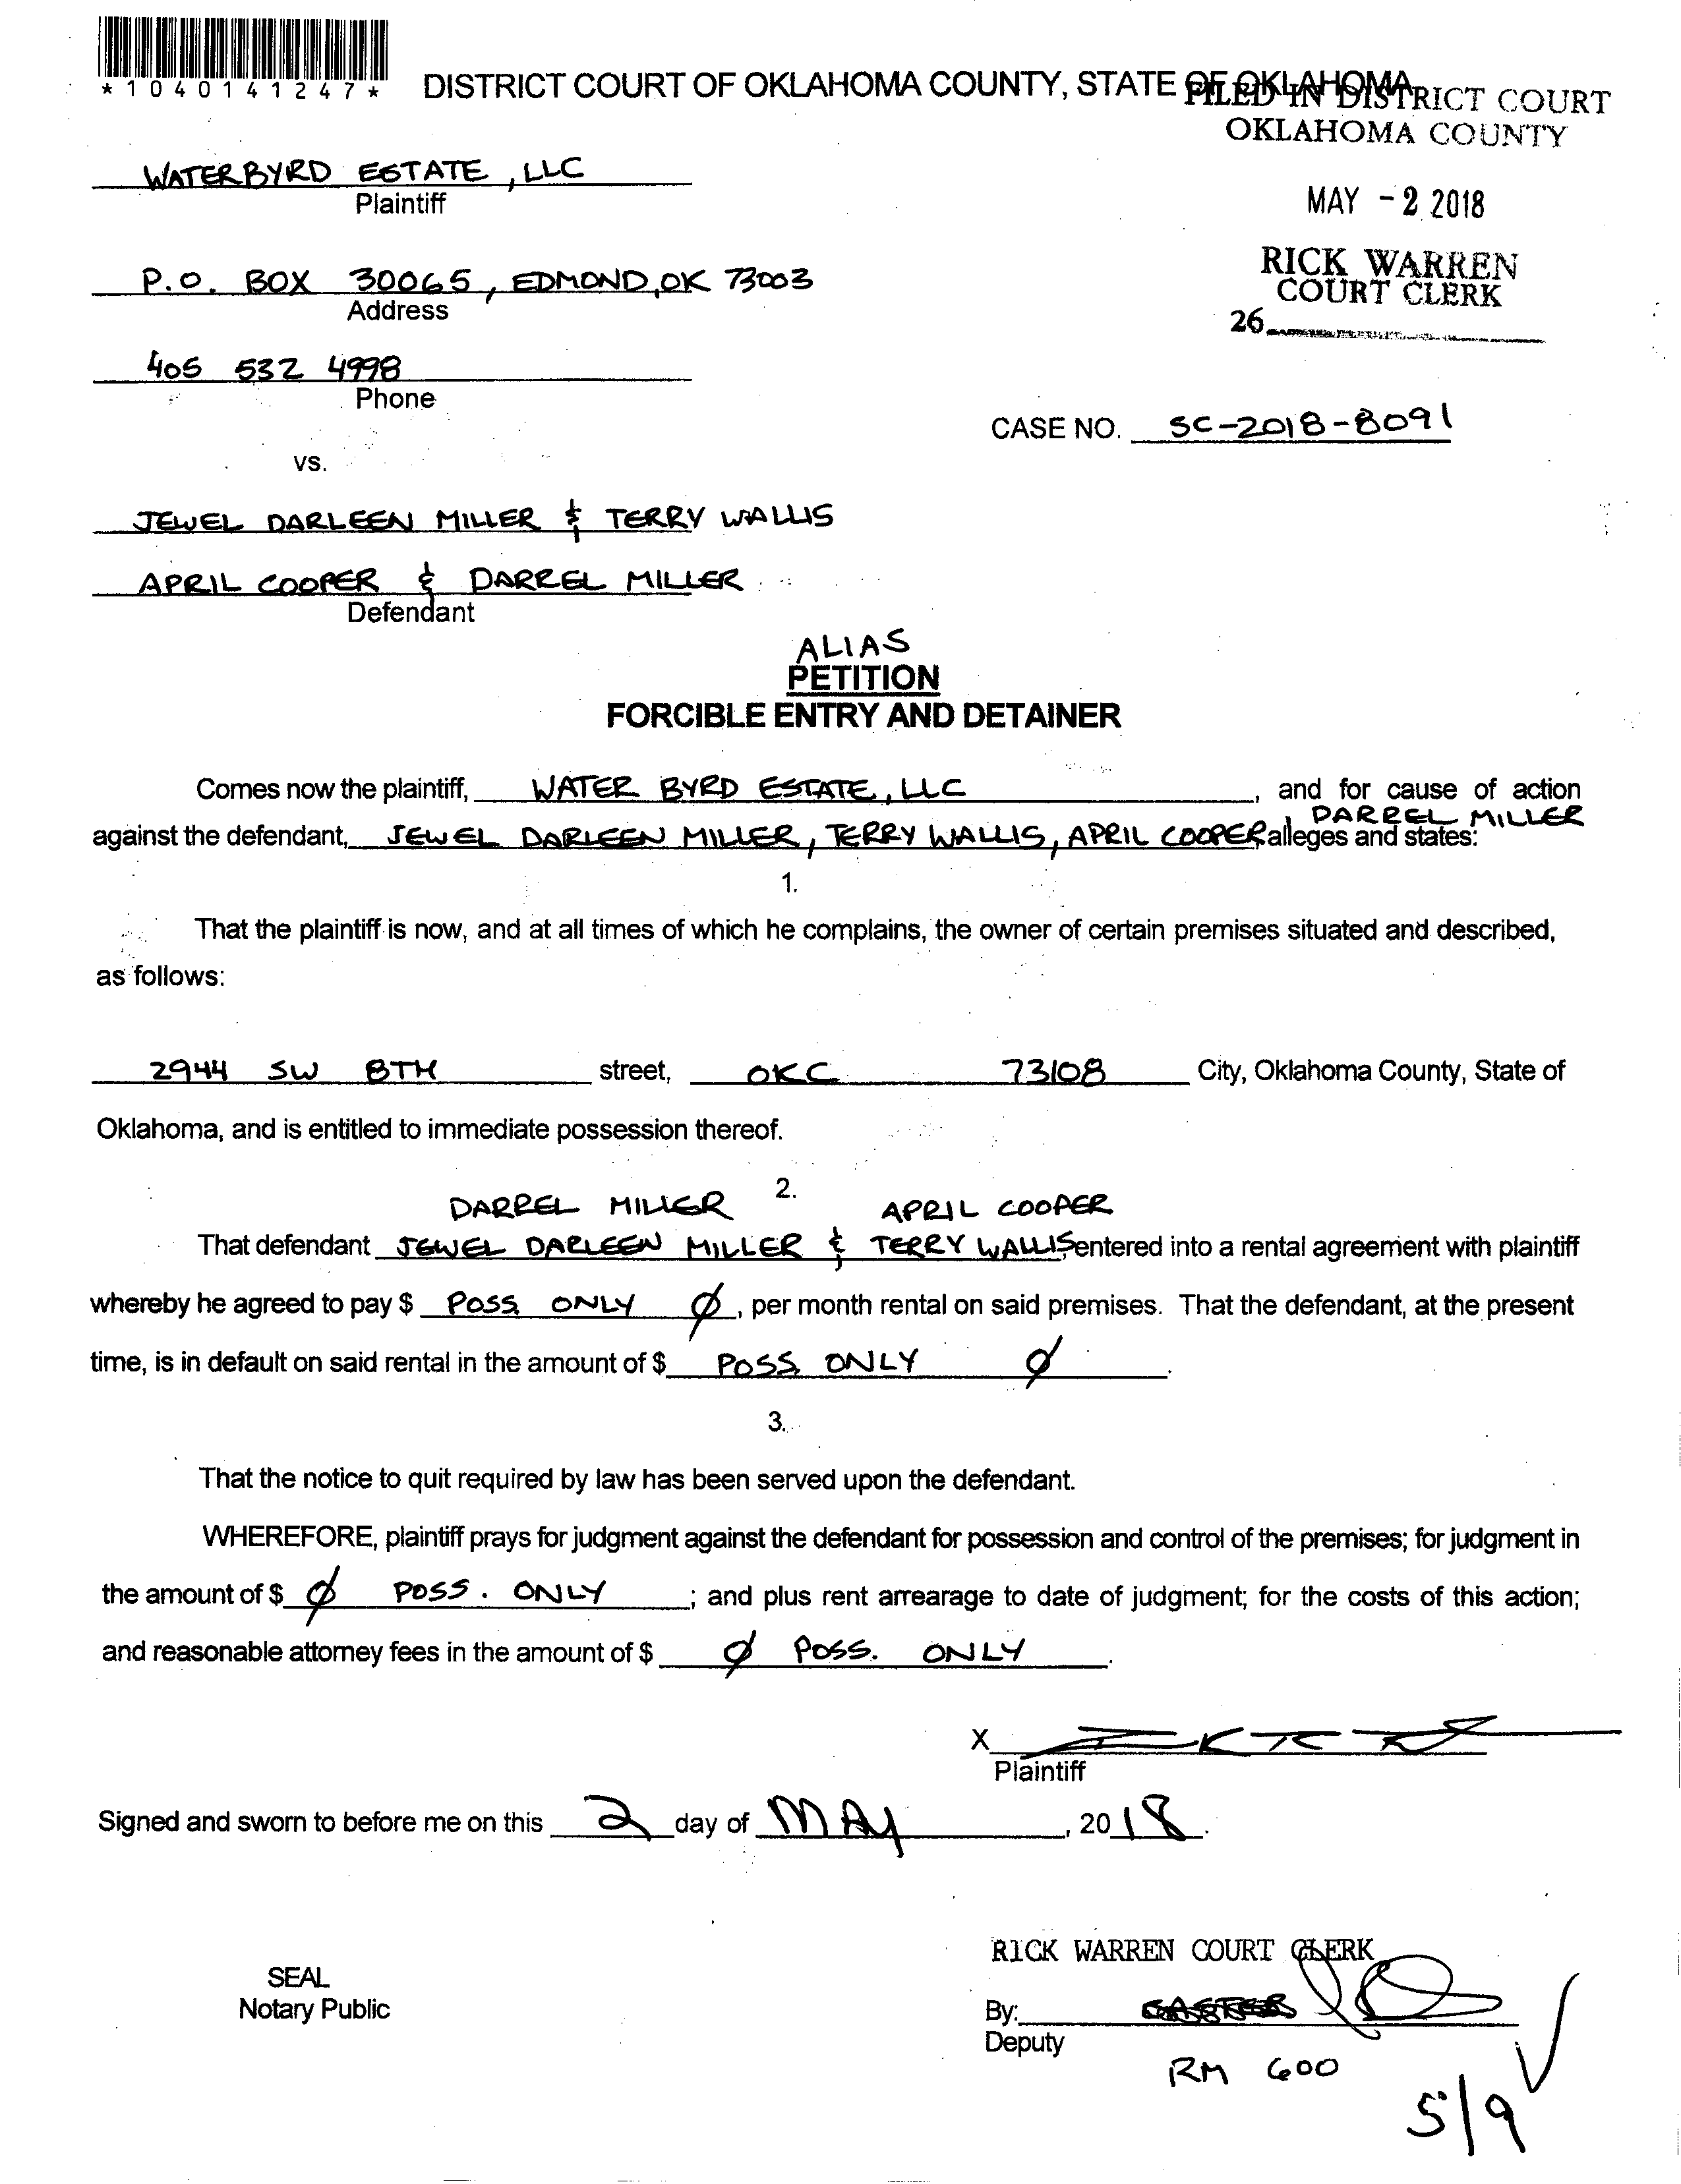 *1040141247*
DISTRICT COURT OF OKLAHOMA COUNTY, STATE OF OKLAHOMA
FILED IN DISTRICT COURT
OKLAHOMA COUNTY
MAY - 2 2018
RICK WARREN
COURT CLERK
26
WATERBYRD ESTATE, LLC
Plaintiff
P.O. BOX 30065, EDMOND, OK 73003
Address
405 532 4998
Phone
CASE NO. SC-2018-8091
vs.
JEWEL DARLEEN MILLER & TERRY WALLIS
APRIL COOPER & DARREL MILLER
Defendant
ALIAS
PETITION
FORCIBLE ENTRY AND DETAINER
Comes now the plaintiff, WATER BYRD ESTATE, LLC, and for cause of action
, DARREL MILLER
against the defendant, JEWEL DARLEEN MILLER, TERRY WALLIS, APRIL COOPER alleges and states:
1.
That the plaintiff is now, and at all times of which he complains, the owner of certain premises situated and described,
as follows:
2944 SW 8TH street, OKC 73108 City, Oklahoma County, State of
Oklahoma, and is entitled to immediate possession thereof.
2.
DARREL MILLER APRIL COOPER
That defendant JEWEL DARLEEN MILLER & TERRY WALLIS entered into a rental agreement with plaintiff
whereby he agreed to pay $ POSS. ONLY Ø, per month rental on said premises. That the defendant, at the present
time, is in default on said rental in the amount of $ POSS. ONLY Ø.
3.
That the notice to quit required by law has been served upon the defendant.
WHEREFORE, plaintiff prays for judgment against the defendant for possession and control of the premises; for judgment in
the amount of $ Ø POSS. ONLY; and plus rent arrearage to date of judgment; for the costs of this action;
and reasonable attorney fees in the amount of $ Ø POSS. ONLY.
X
Plaintiff
Signed and sworn to before me on this 2 day of MAY, 2018.
RICK WARREN COURT CLERK
SEAL
Notary Public
By:
Deputy
RM 600
5/9